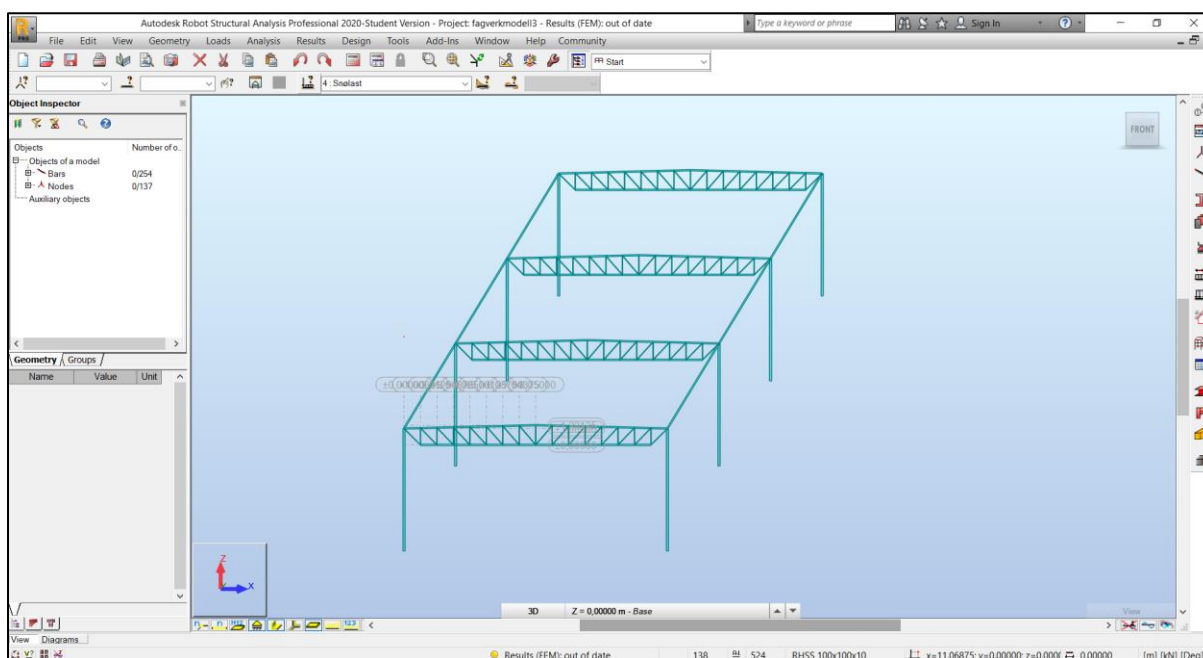 Autodesk Robot Structural Analysis Professional 2020-Student Version - Project: fagverkmodell3 - Results (FEM): out of date
Type a keyword or phrase
Sign In
PRO
File Edit View Geometry Loads Analysis Results Design Tools Add-Ins Window Help Community
Start
4 : Snølast
Object Inspector
Objects Number of o...
Objects of a model
Bars 0/254
Nodes 0/137
Auxiliary objects
FRONT
Geometry Groups
Name Value Unit
Z
X
3D Z = 0,00000 m - Base
View
View Diagrams
Results (FEM): out of date 138 524 RHSS 100x100x10 x=11,06875; y=0,00000; z=0,000( 0,00000 [m] [kN] [Deg]